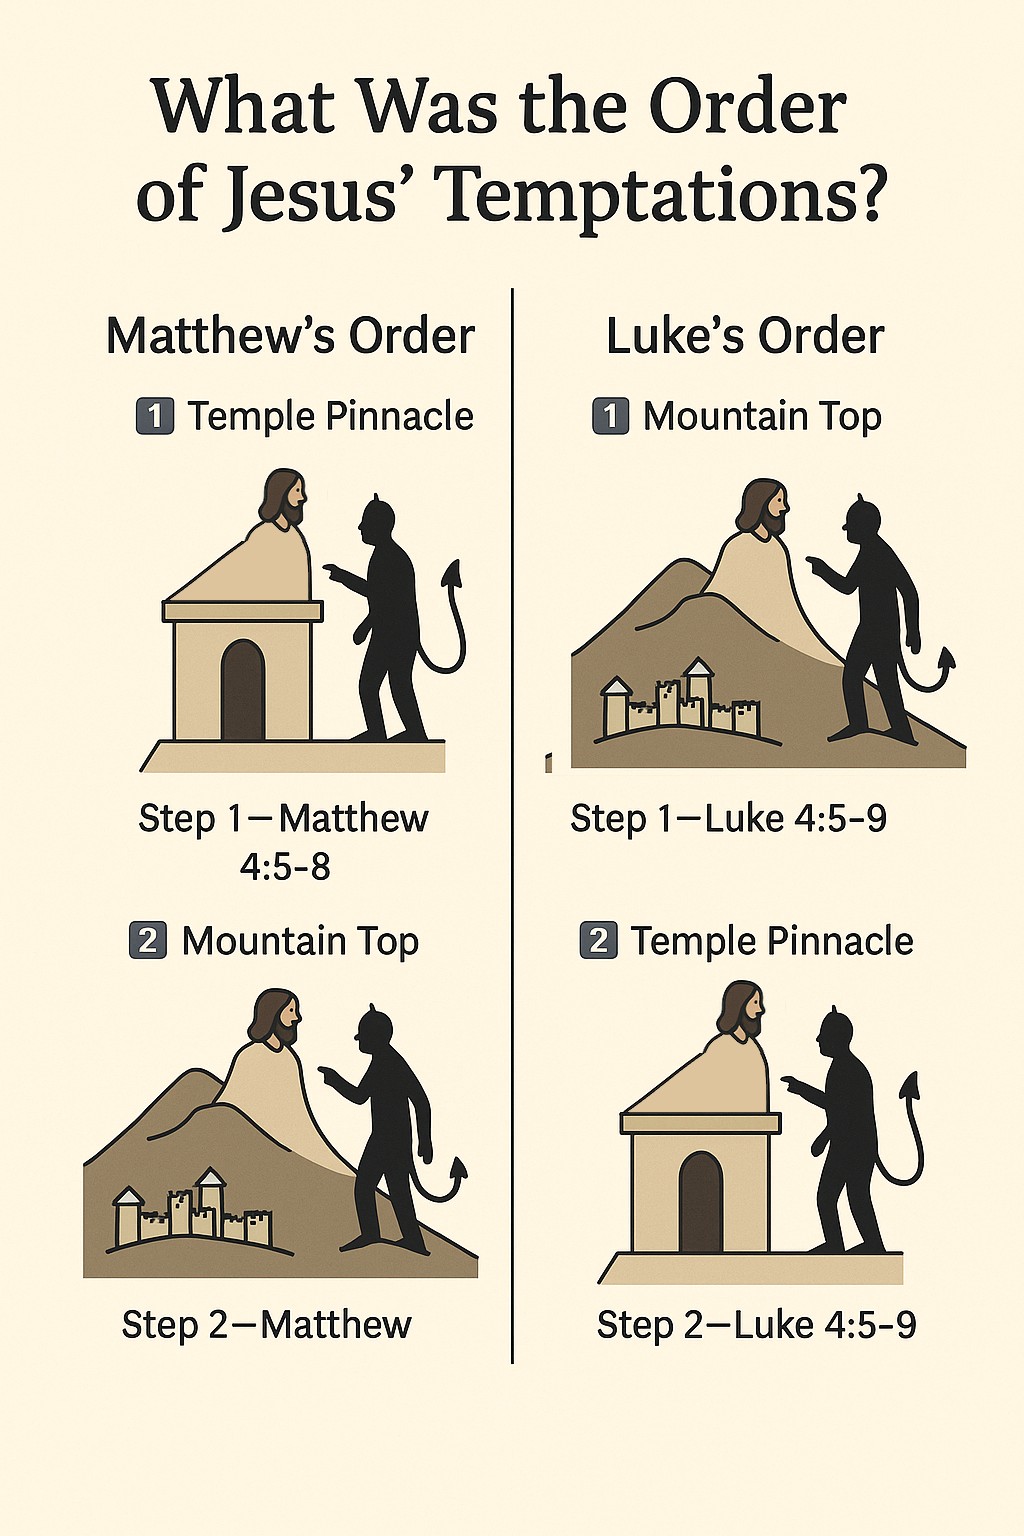 What Was the Order
of Jesus’ Temptations?
Matthew’s Order
1 Temple Pinnacle
Step 1–Matthew
4:5-8
2 Mountain Top
Step 2–Matthew
Luke’s Order
1 Mountain Top
Step 1–Luke 4:5-9
2 Temple Pinnacle
Step 2–Luke 4:5-9